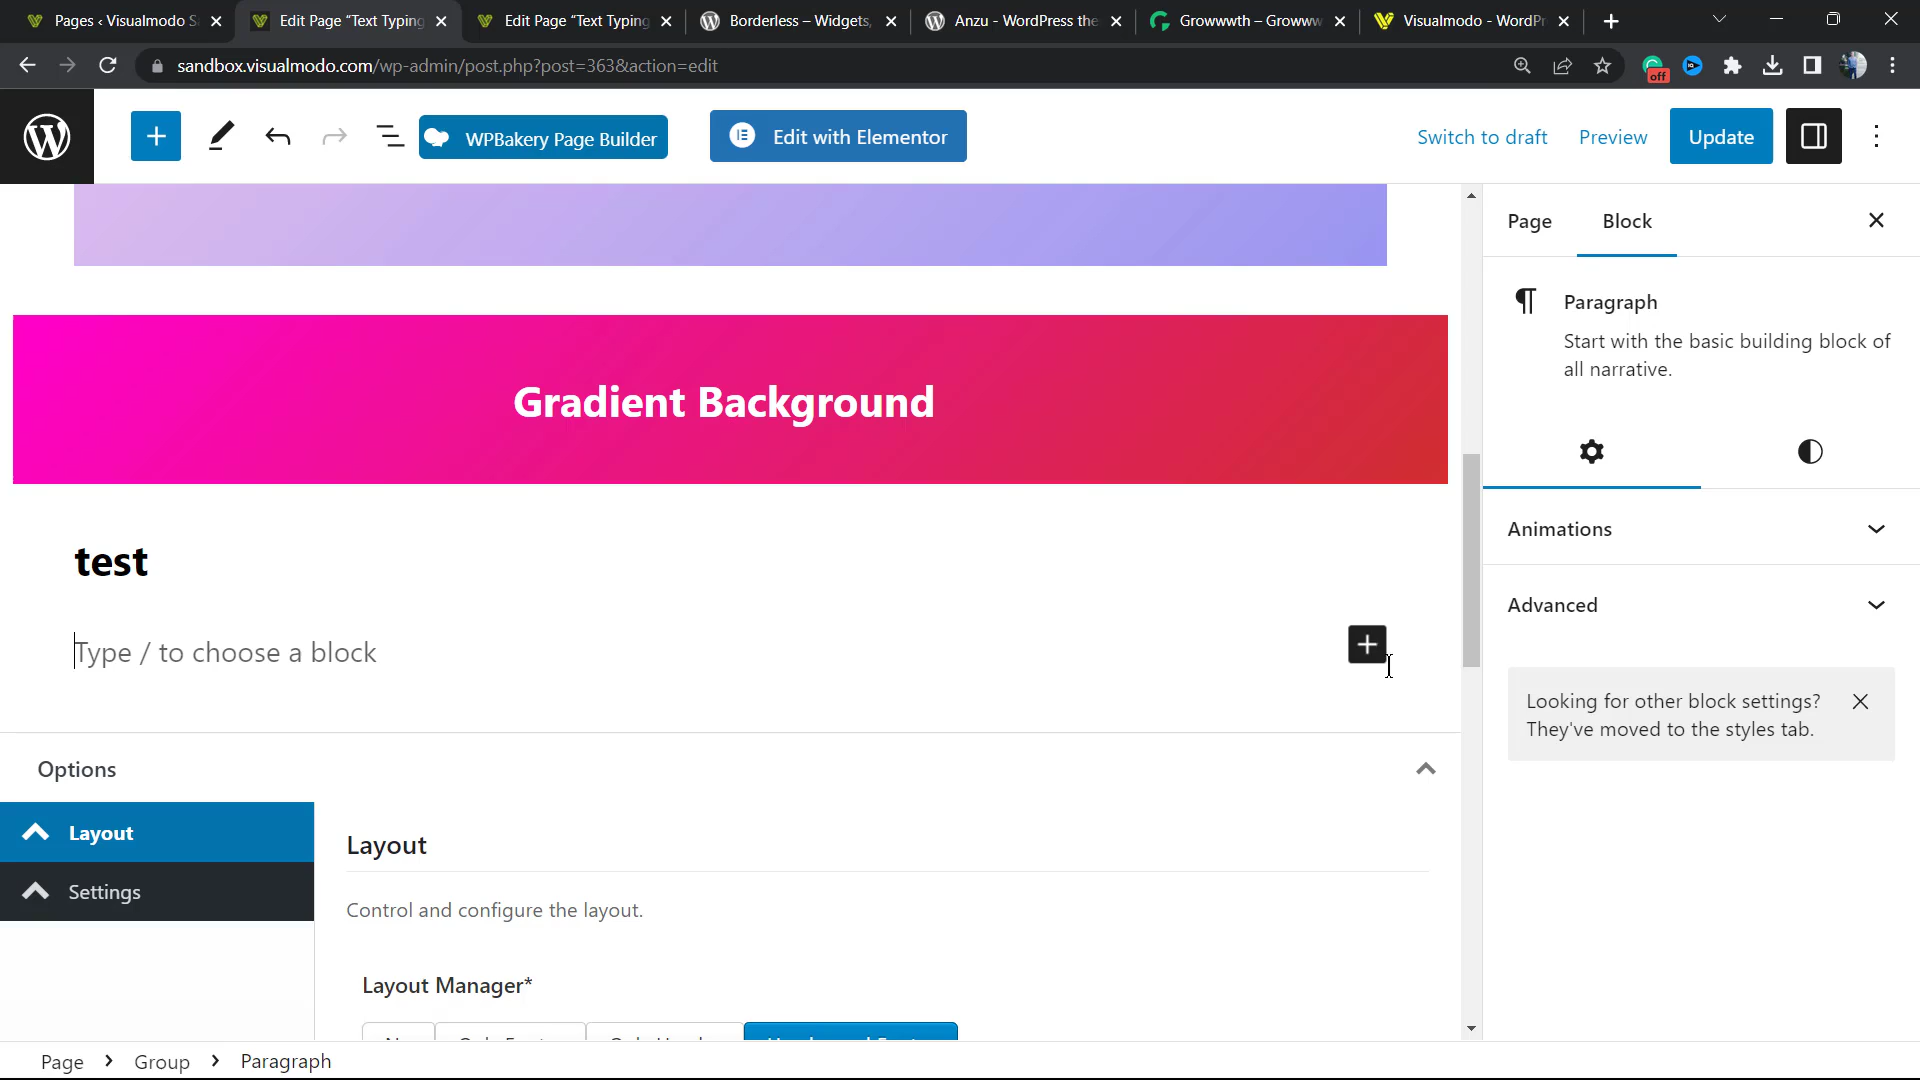 Pages ‹ Visualmodo S
Edit Page “Text Typing
Edit Page “Text Typing
Borderless – Widgets,
Anzu - WordPress the
Growwwth – Growww
Visualmodo - WordPr
sandbox.visualmodo.com/wp-admin/post.php?post=363&action=edit
off
WPBakery Page Builder
Edit with Elementor
Switch to draft
Preview
Update
Page
Block
Paragraph
Start with the basic building block of
all narrative.
Gradient Background
Animations
test
Advanced
Type / to choose a block
Looking for other block settings?
They've moved to the styles tab.
Options
Layout
Layout
Settings
Control and configure the layout.
Layout Manager*
Page
Group
Paragraph